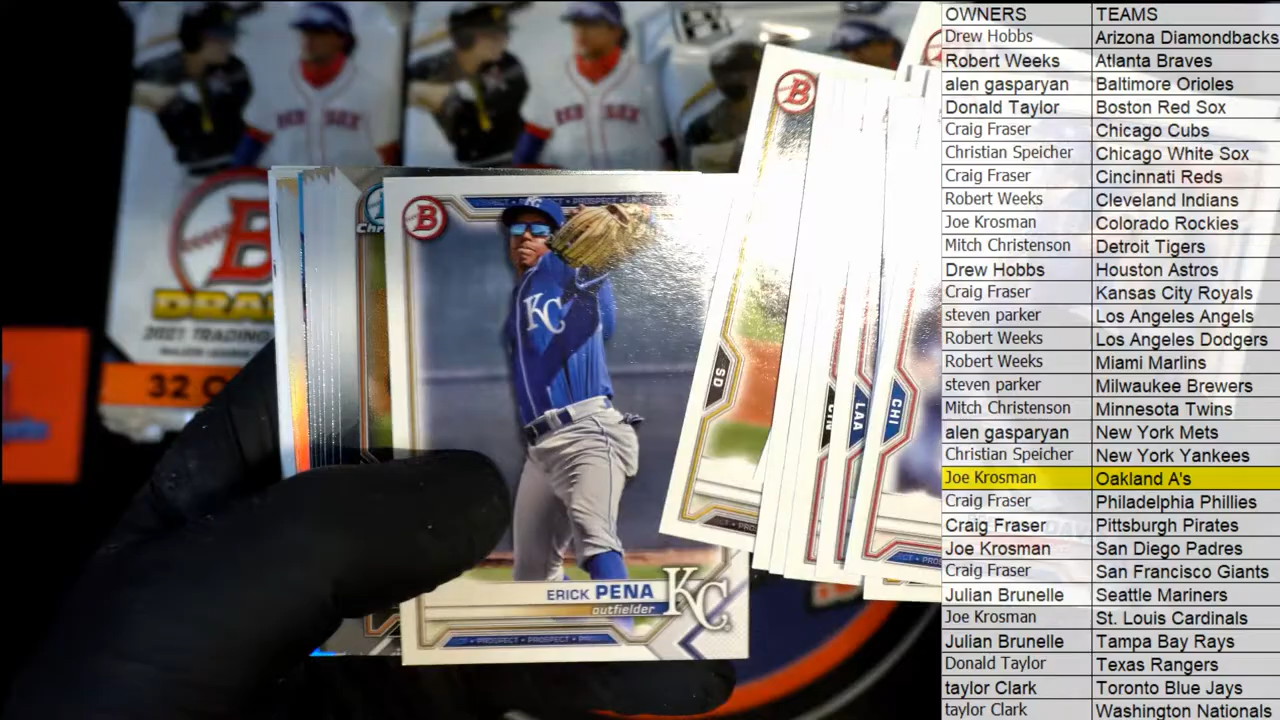 OWNERS TEAMS
Drew Hobbs Arizona Diamondbacks
Robert Weeks Atlanta Braves
alen gasparyan Baltimore Orioles
Donald Taylor Boston Red Sox
Craig Fraser Chicago Cubs
Christian Speicher Chicago White Sox
Craig Fraser Cincinnati Reds
Robert Weeks Cleveland Indians
Joe Krosman Colorado Rockies
Mitch Christenson Detroit Tigers
Drew Hobbs Houston Astros
Craig Fraser Kansas City Royals
steven parker Los Angeles Angels
Robert Weeks Los Angeles Dodgers
Robert Weeks Miami Marlins
steven parker Milwaukee Brewers
Mitch Christenson Minnesota Twins
alen gasparyan New York Mets
Christian Speicher New York Yankees
Joe Krosman Oakland A's
Craig Fraser Philadelphia Phillies
Craig Fraser Pittsburgh Pirates
Joe Krosman San Diego Padres
Craig Fraser San Francisco Giants
Julian Brunelle Seattle Mariners
Joe Krosman St. Louis Cardinals
Julian Brunelle Tampa Bay Rays
Donald Taylor Texas Rangers
taylor Clark Toronto Blue Jays
taylor Clark Washington Nationals
B
B
KC
ERICK PENA
outfielder
KC
PROSPECT • PROSPECT
SD
CIN
LAA
CHI
B
2021 TRADING
32
RED SOX